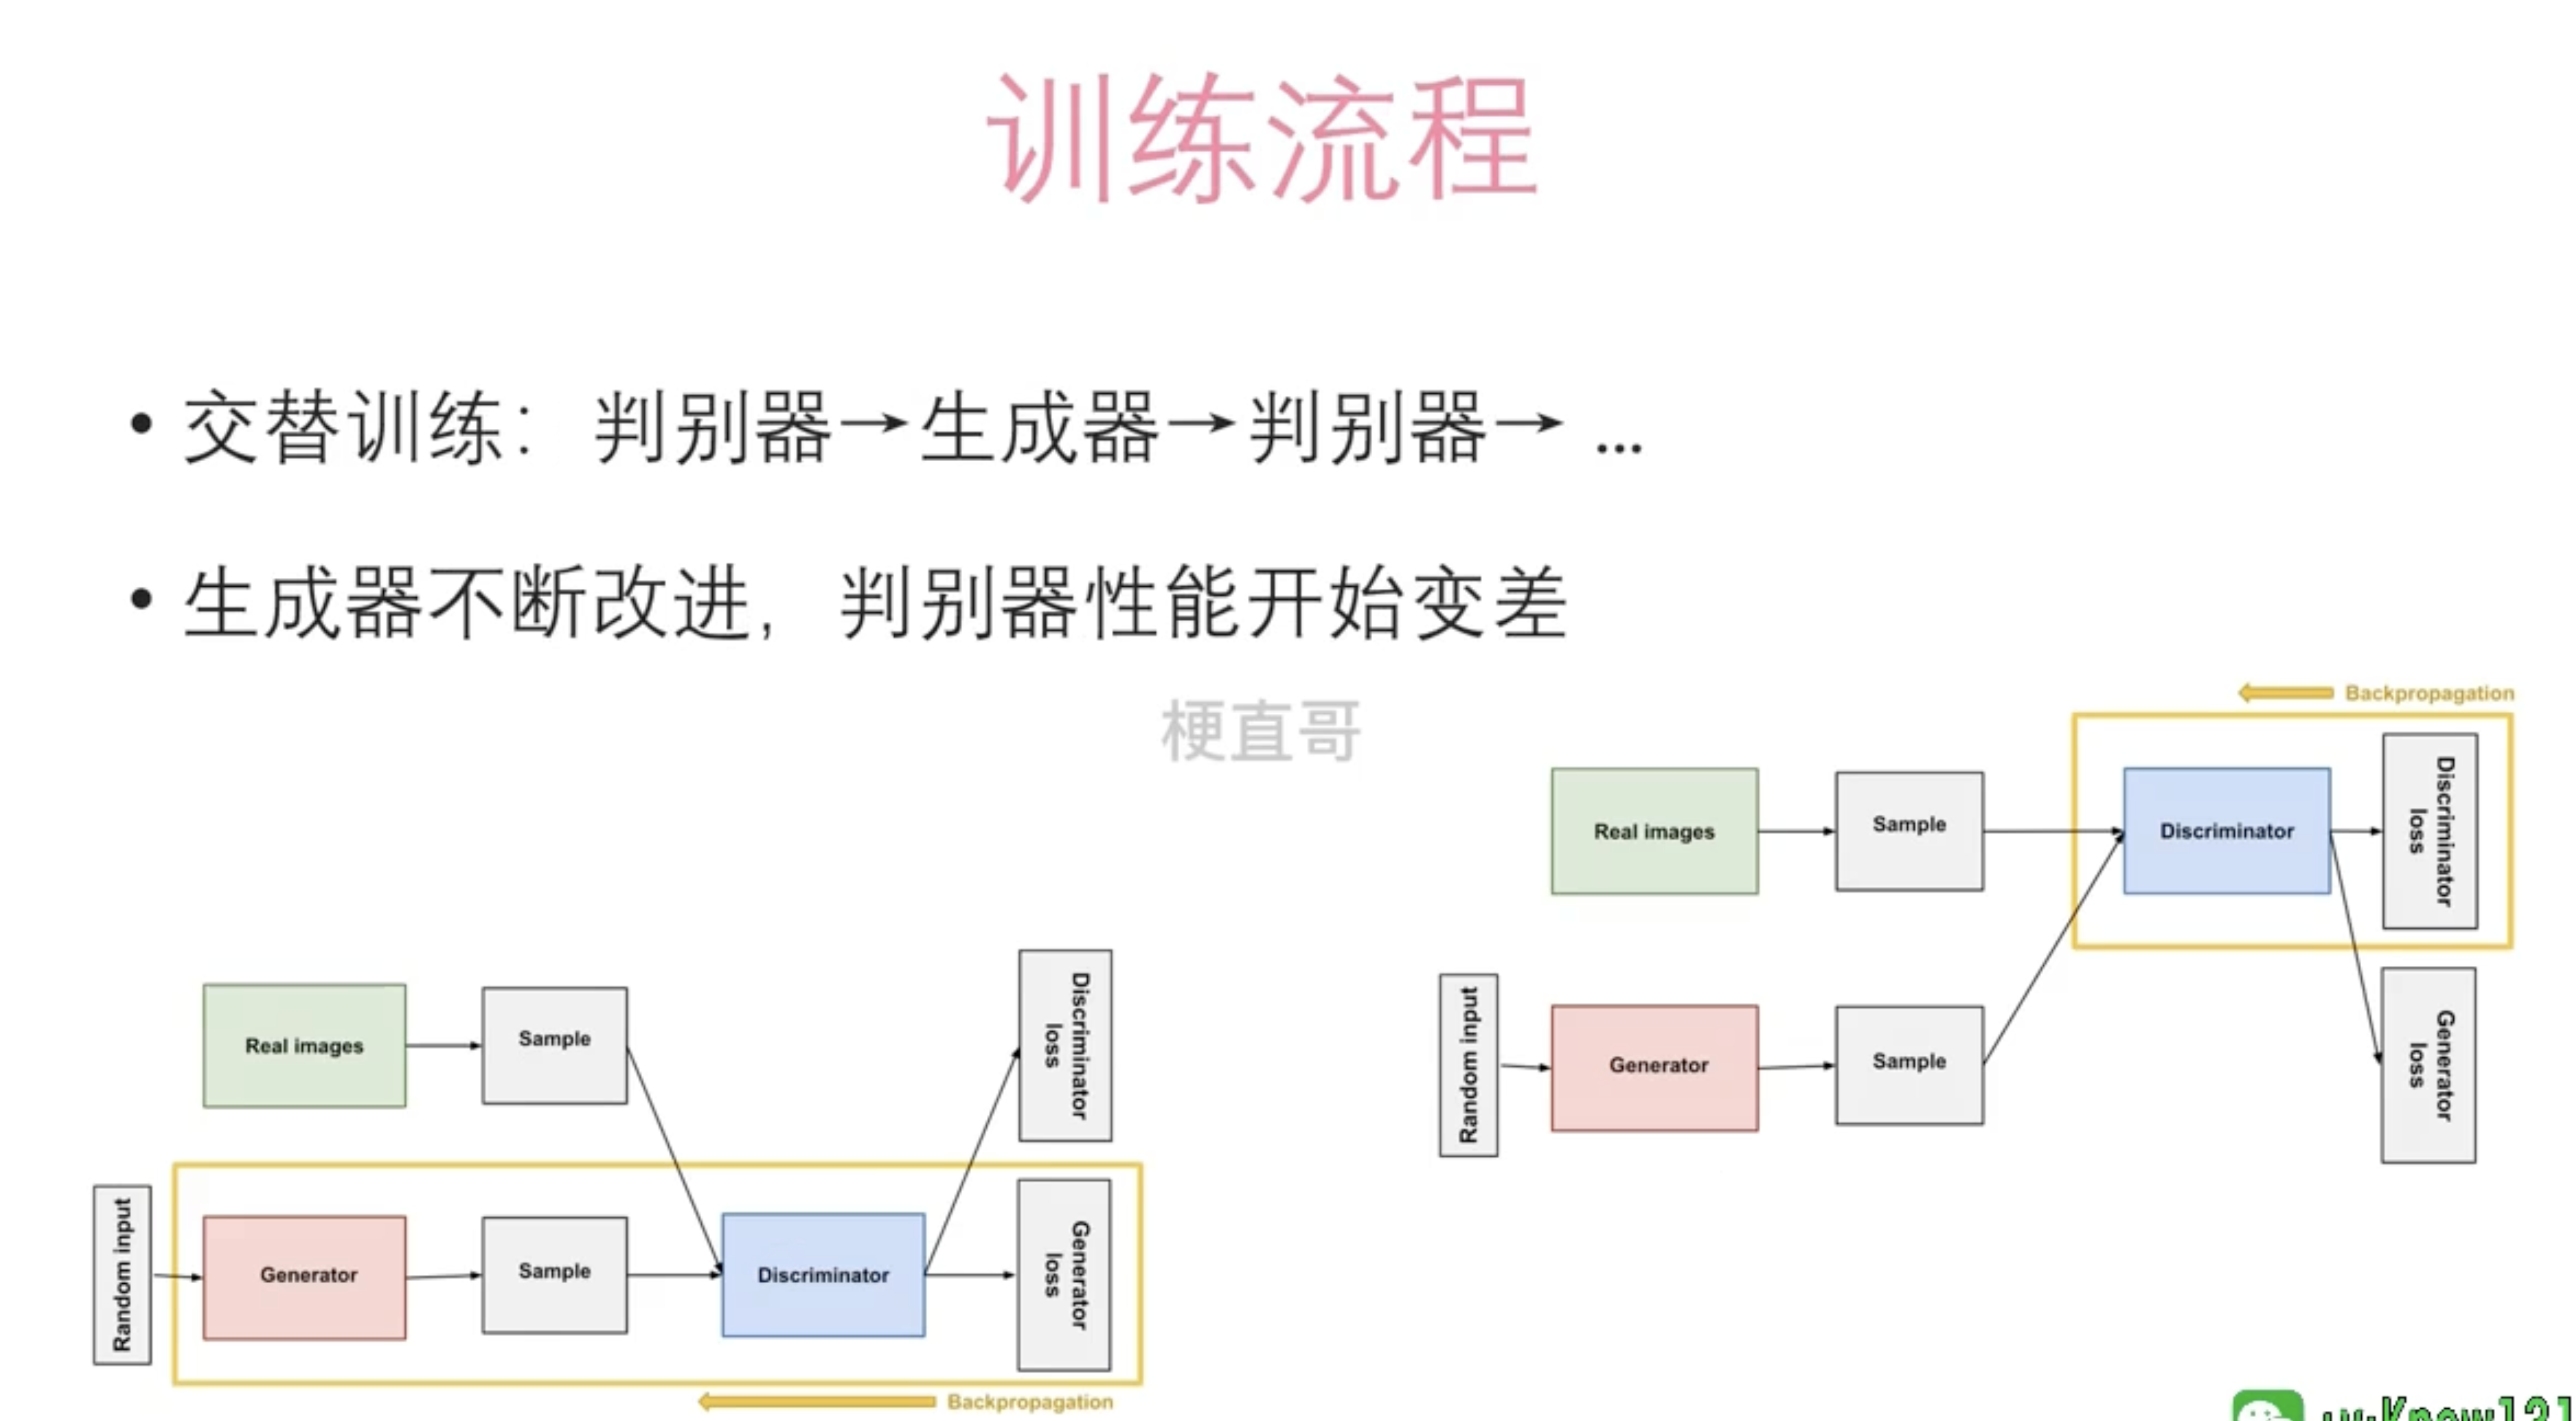 训练流程
• 交替训练：判别器→生成器→判别器→ ...
• 生成器不断改进，判别器性能开始变差
梗直哥
Backpropagation
Real images
Sample
Discriminator
Discriminator
loss
Random input
Generator
Sample
Generator
loss
Real images
Sample
Discriminator
loss
Random input
Generator
Sample
Discriminator
Generator
loss
Backpropagation